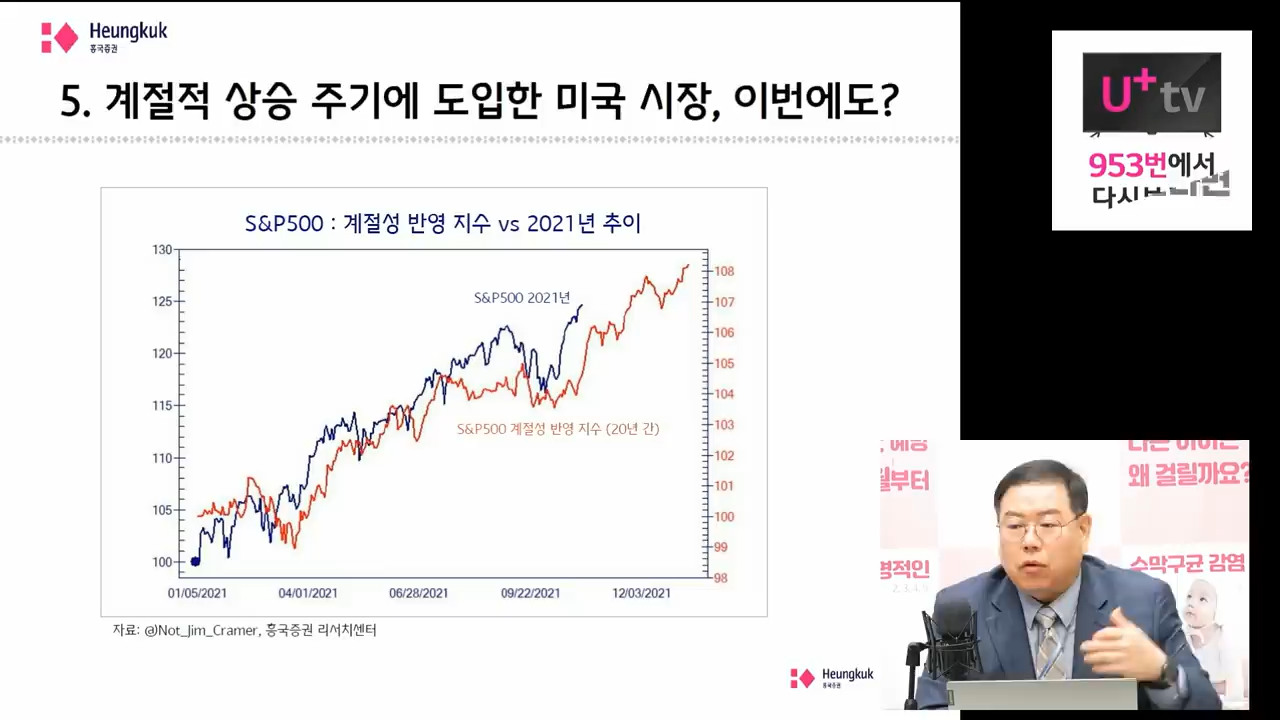 Heungkuk
흥국증권
5. 계절적 상승 주기에 도입한 미국 시장, 이번에도?
S&P500 : 계절성 반영 지수 vs 2021년 추이
130
125
120
115
110
105
100
S&P500 2021년
S&P500 계절성 반영 지수 (20년 간)
108
107
106
105
104
103
102
101
100
99
98
01/05/2021
04/01/2021
06/28/2021
09/22/2021
12/03/2021
자료: @)Not_Jim_Cramer, 흥국증권 리서치센터
Heungkuk
흥국증권
U+tv
953번에서
다시
월부터
왜 걸릴까요?
수막구균 감염